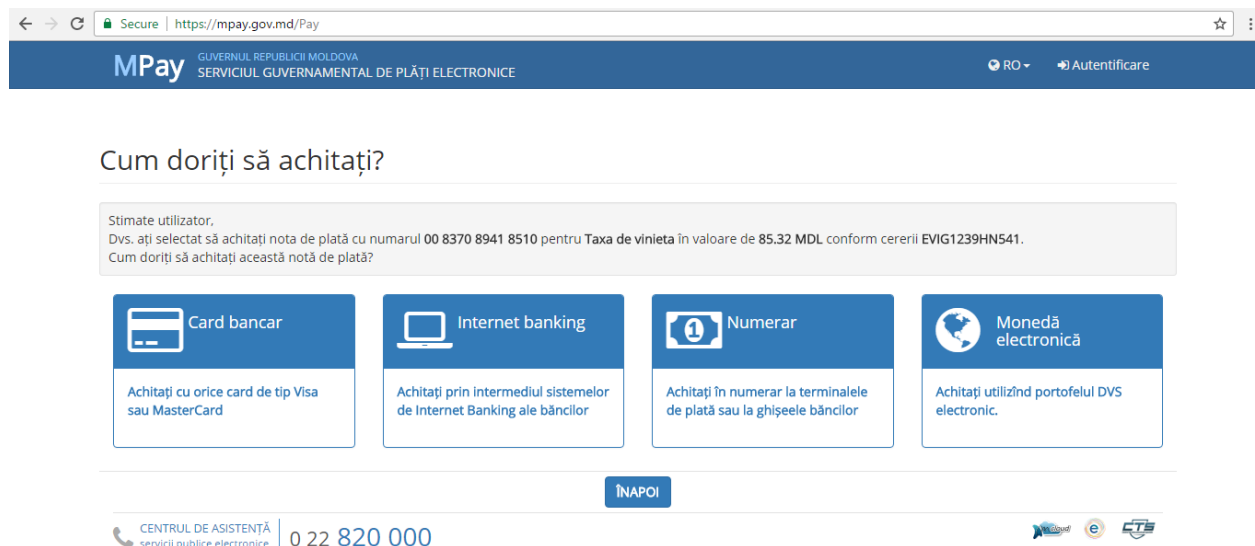 Secure | https://mpay.gov.md/Pay
MPay
GUVERNUL REPUBLICII MOLDOVA
SERVICIUL GUVERNAMENTAL DE PLĂȚI ELECTRONICE
RO
Autentificare
Cum doriți să achitați?
Stimate utilizator,
Dvs. ați selectat să achitați nota de plată cu numarul 00 8370 8941 8510 pentru Taxa de vinieta în valoare de 85.32 MDL conform cererii EVIG1239HN541.
Cum doriți să achitați această notă de plată?
Card bancar
Achitați cu orice card de tip Visa
sau MasterCard
Internet banking
Achitați prin intermediul sistemelor
de Internet Banking ale băncilor
1
Numerar
Achitați în numerar la terminalele
de plată sau la ghișeele băncilor
Monedă
electronică
Achitați utilizînd portofelul DVS
electronic.
ÎNAPOI
CENTRUL DE ASISTENȚĂ
servicii publice electronice
0 22 820 000
e
CTS